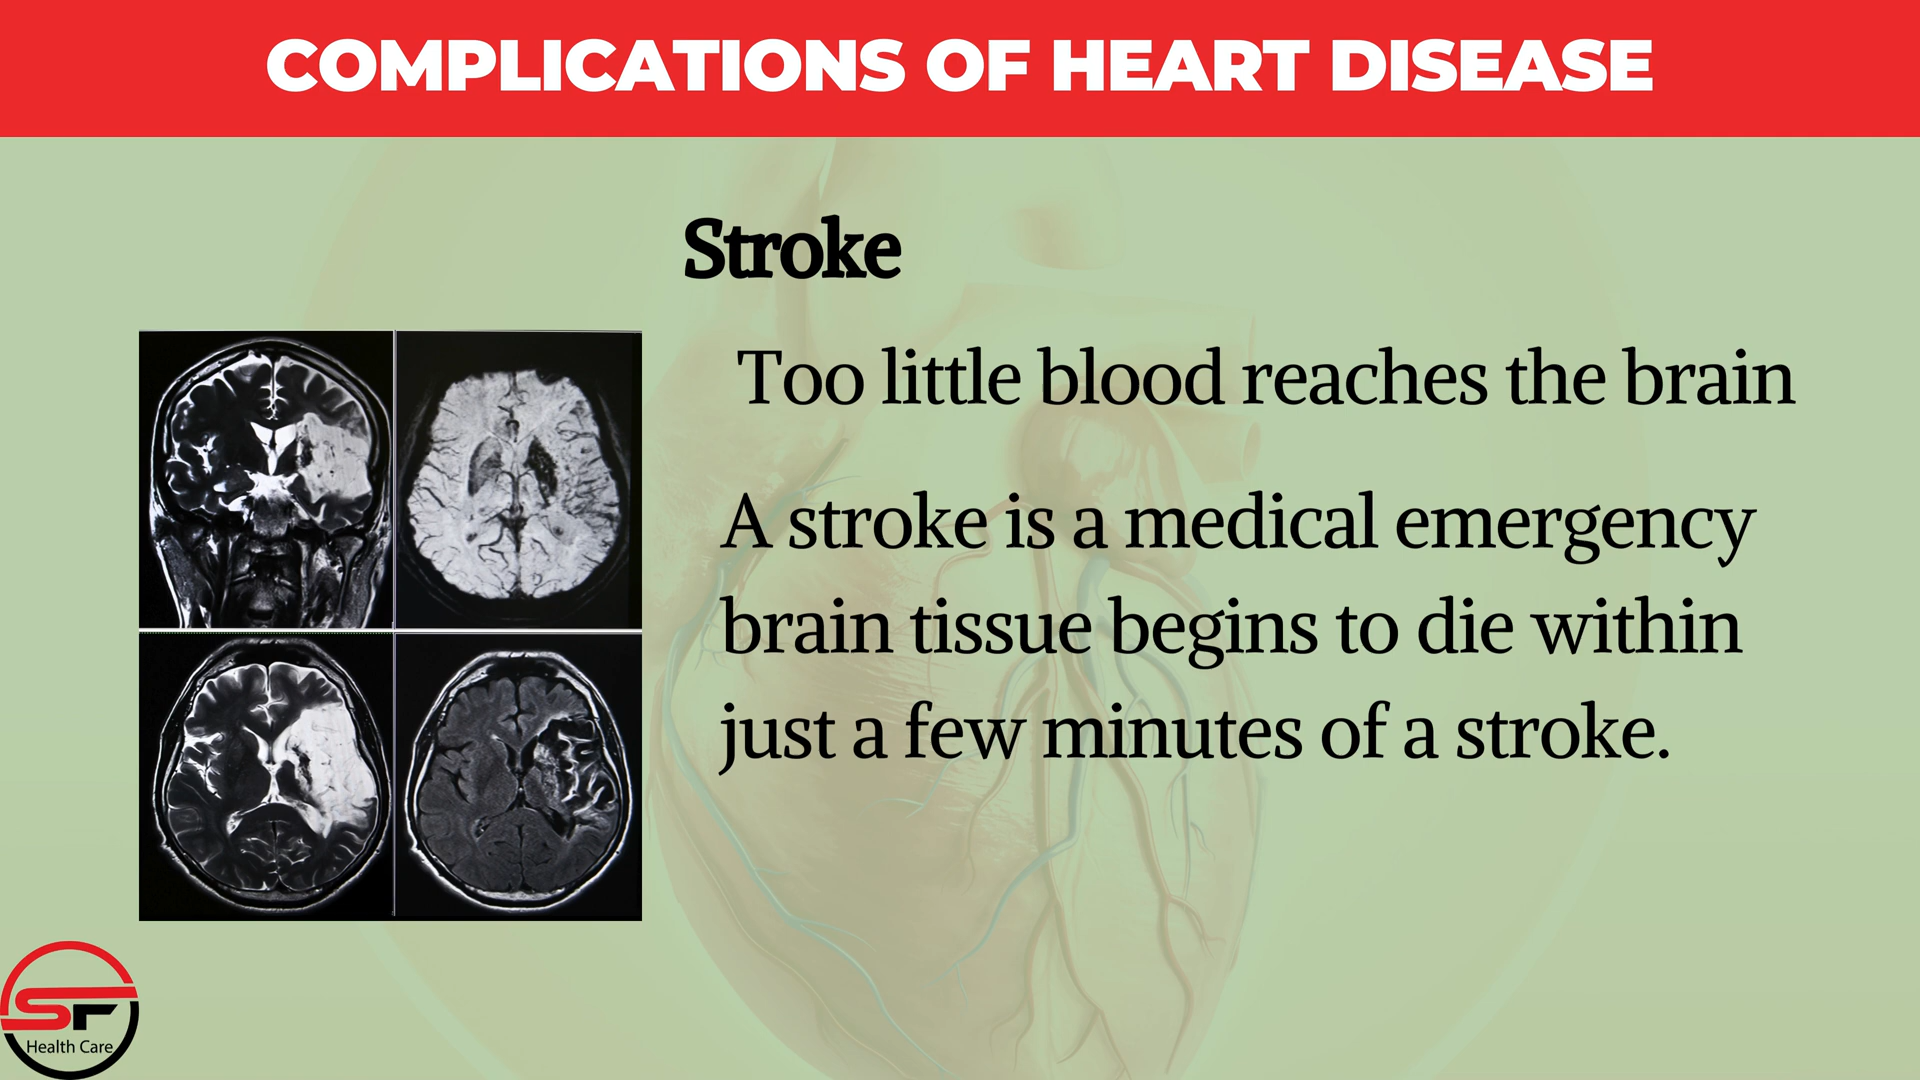 COMPLICATIONS OF HEART DISEASE
Stroke
Too little blood reaches the brain
A stroke is a medical emergency
brain tissue begins to die within
just a few minutes of a stroke.
SF
Health Care